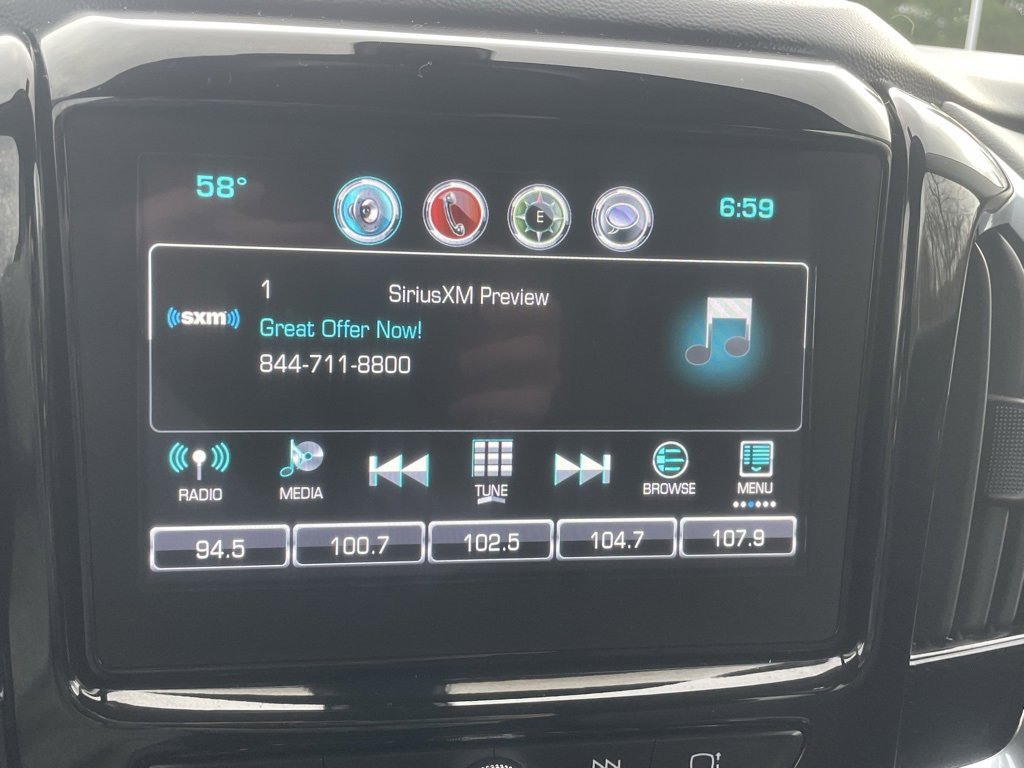 58°
E
6:59
1 SiriusXM Preview
((sxm))
Great Offer Now!
844-711-8800
RADIO MEDIA TUNE BROWSE MENU
94.5 100.7 102.5 104.7 107.9